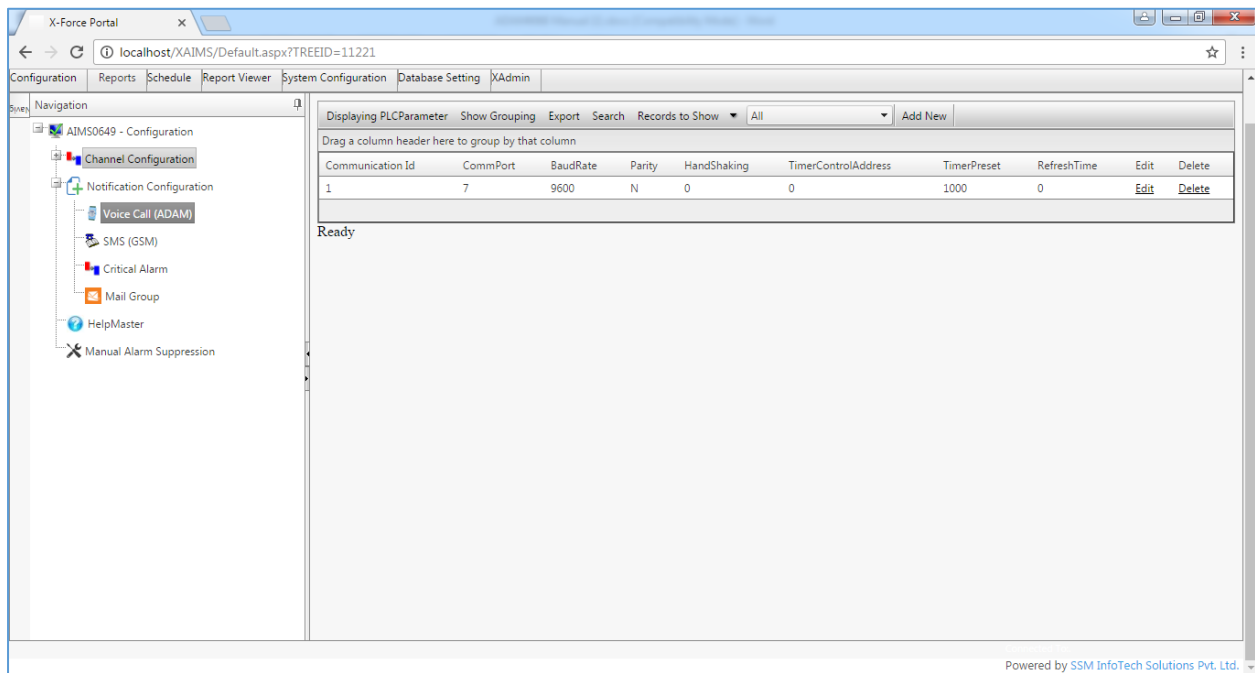 X-Force Portal
localhost/XAIMS/Default.aspx?TREEID=11221
Configuration Reports Schedule Report Viewer System Configuration Database Setting XAdmin
Navigation
AIMS0649 - Configuration
Channel Configuration
Notification Configuration
Voice Call (ADAM)
SMS (GSM)
Critical Alarm
Mail Group
HelpMaster
Manual Alarm Suppression
Displaying PLCParameter Show Grouping Export Search Records to Show All Add New
Drag a column header here to group by that column
Communication Id CommPort BaudRate Parity HandShaking TimerControlAddress TimerPreset RefreshTime Edit Delete
1 7 9600 N 0 0 1000 0 Edit Delete
Ready
Powered by SSM InfoTech Solutions Pvt. Ltd.